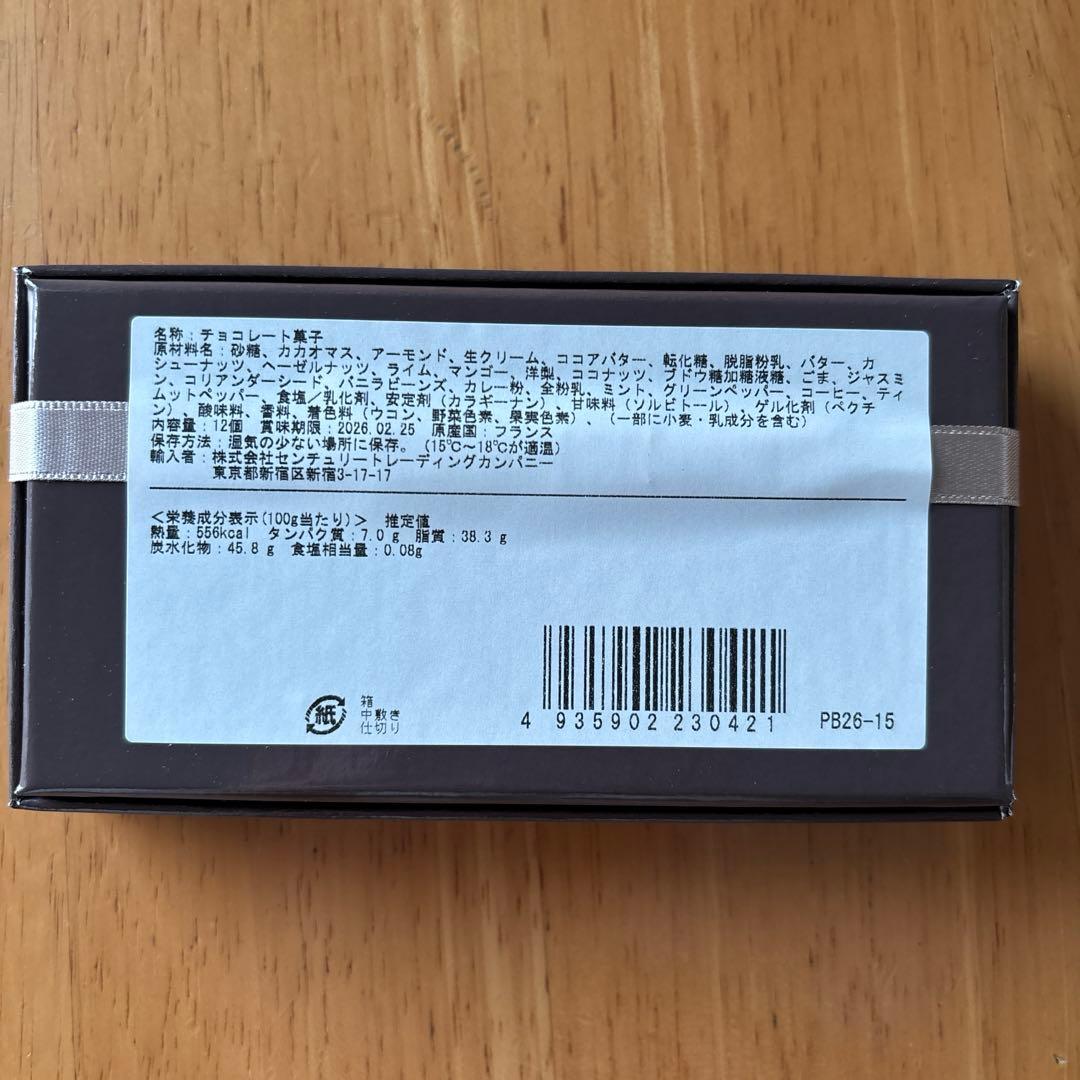 名称：チョコレート菓子
原材料名：砂糖、カカオマス、アーモンド、生クリーム、ココアバター、転化糖、脱脂粉乳、バター、カ
シューナッツ、ヘーゼルナッツ、ライム、マンゴー、洋梨、ココナッツ、ブドウ糖加糖液糖、ごま、ジャスミ
ン、コリアンダーシード、バニラビーンズ、カレー粉、全粉乳、ミント、グリーンペッパー、コーヒー、ティ
ムットペッパー、食塩／乳化剤、安定剤（カラギーナン）、甘味料（ソルビトール）、ゲル化剤（ペクチ
ン）、酸味料、香料、着色料（ウコン、野菜色素、果実色素）、（一部に小麦・乳成分を含む）
内容量：12個　賞味期限：2026.02.25　原産国：フランス
保存方法：湿気の少ない場所に保存。（15℃～18℃が適温）
輸入者：株式会社センチュリートレーディングカンパニー
東京都新宿区新宿3-17-17
＜栄養成分表示(100g当たり)＞　推定値
熱量：556kcal　タンパク質：7.0 g　脂質：38.3 g
炭水化物：45.8 g　食塩相当量：0.08g
紙
箱
中敷き
仕切り
4 935902 230421
PB26-15